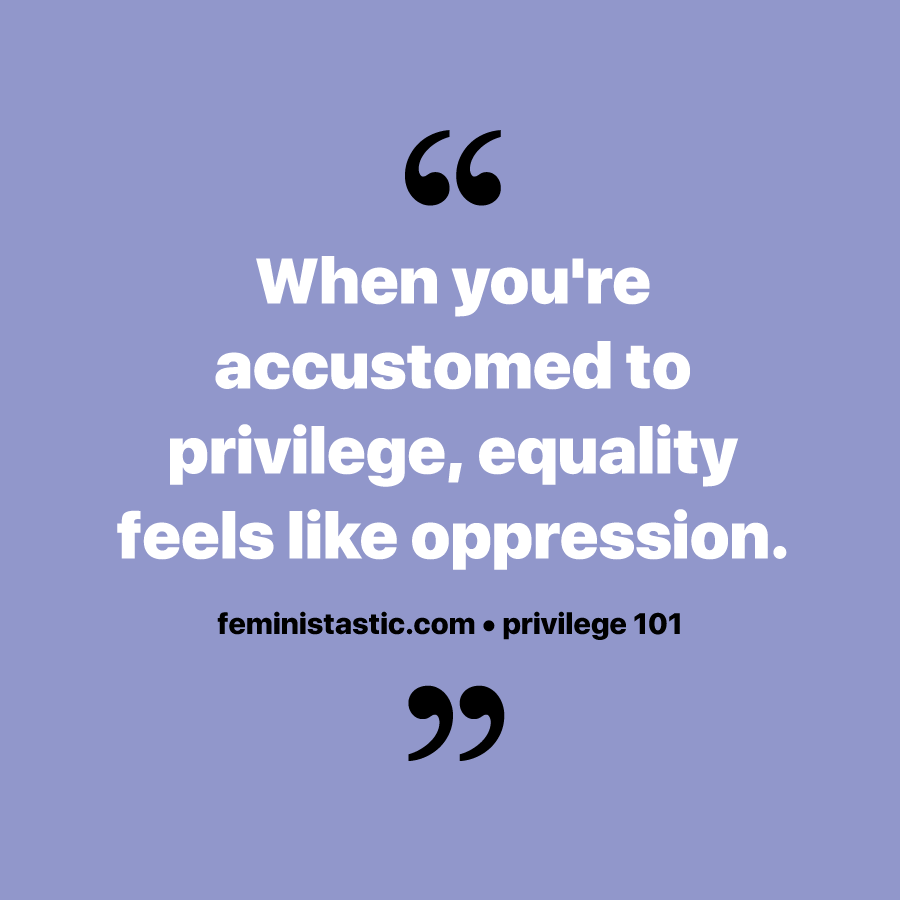 “
When you're
accustomed to
privilege, equality
feels like oppression.
feministastic.com • privilege 101
”